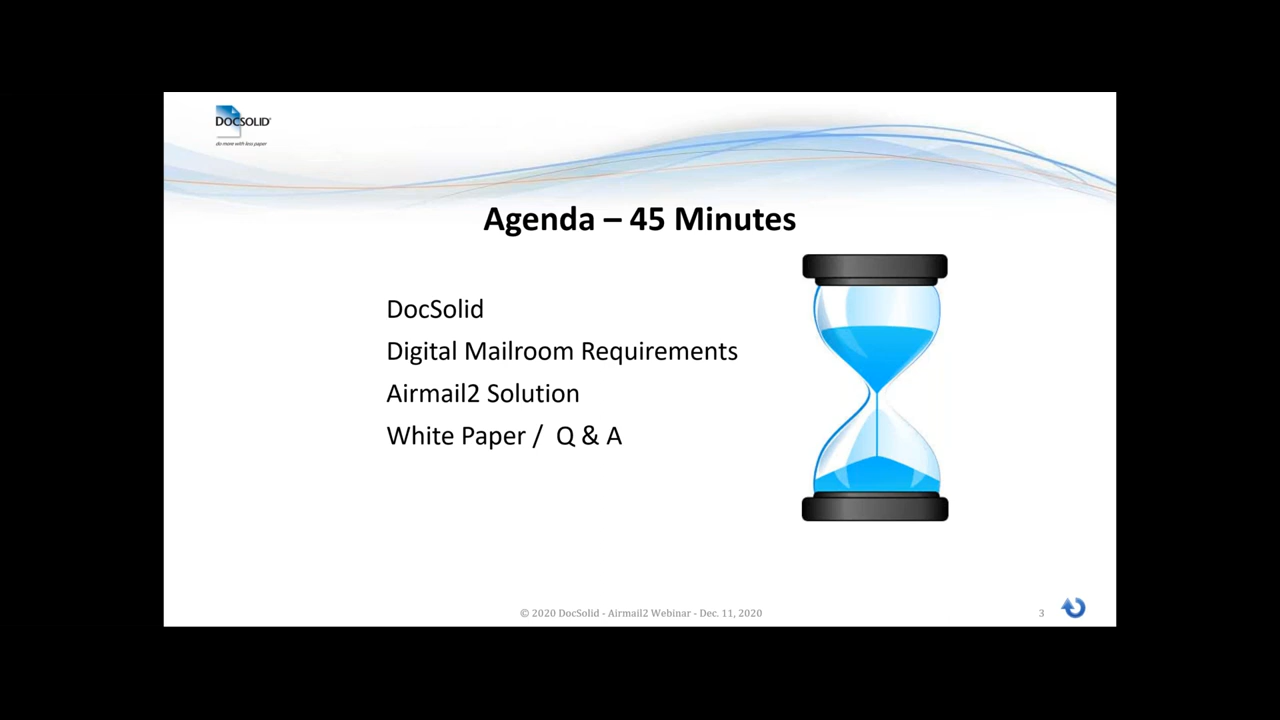 DOCSOLID®
do more with less paper
Agenda – 45 Minutes
DocSolid
Digital Mailroom Requirements
Airmail2 Solution
White Paper /  Q & A
© 2020 DocSolid - Airmail2 Webinar - Dec. 11, 2020
3